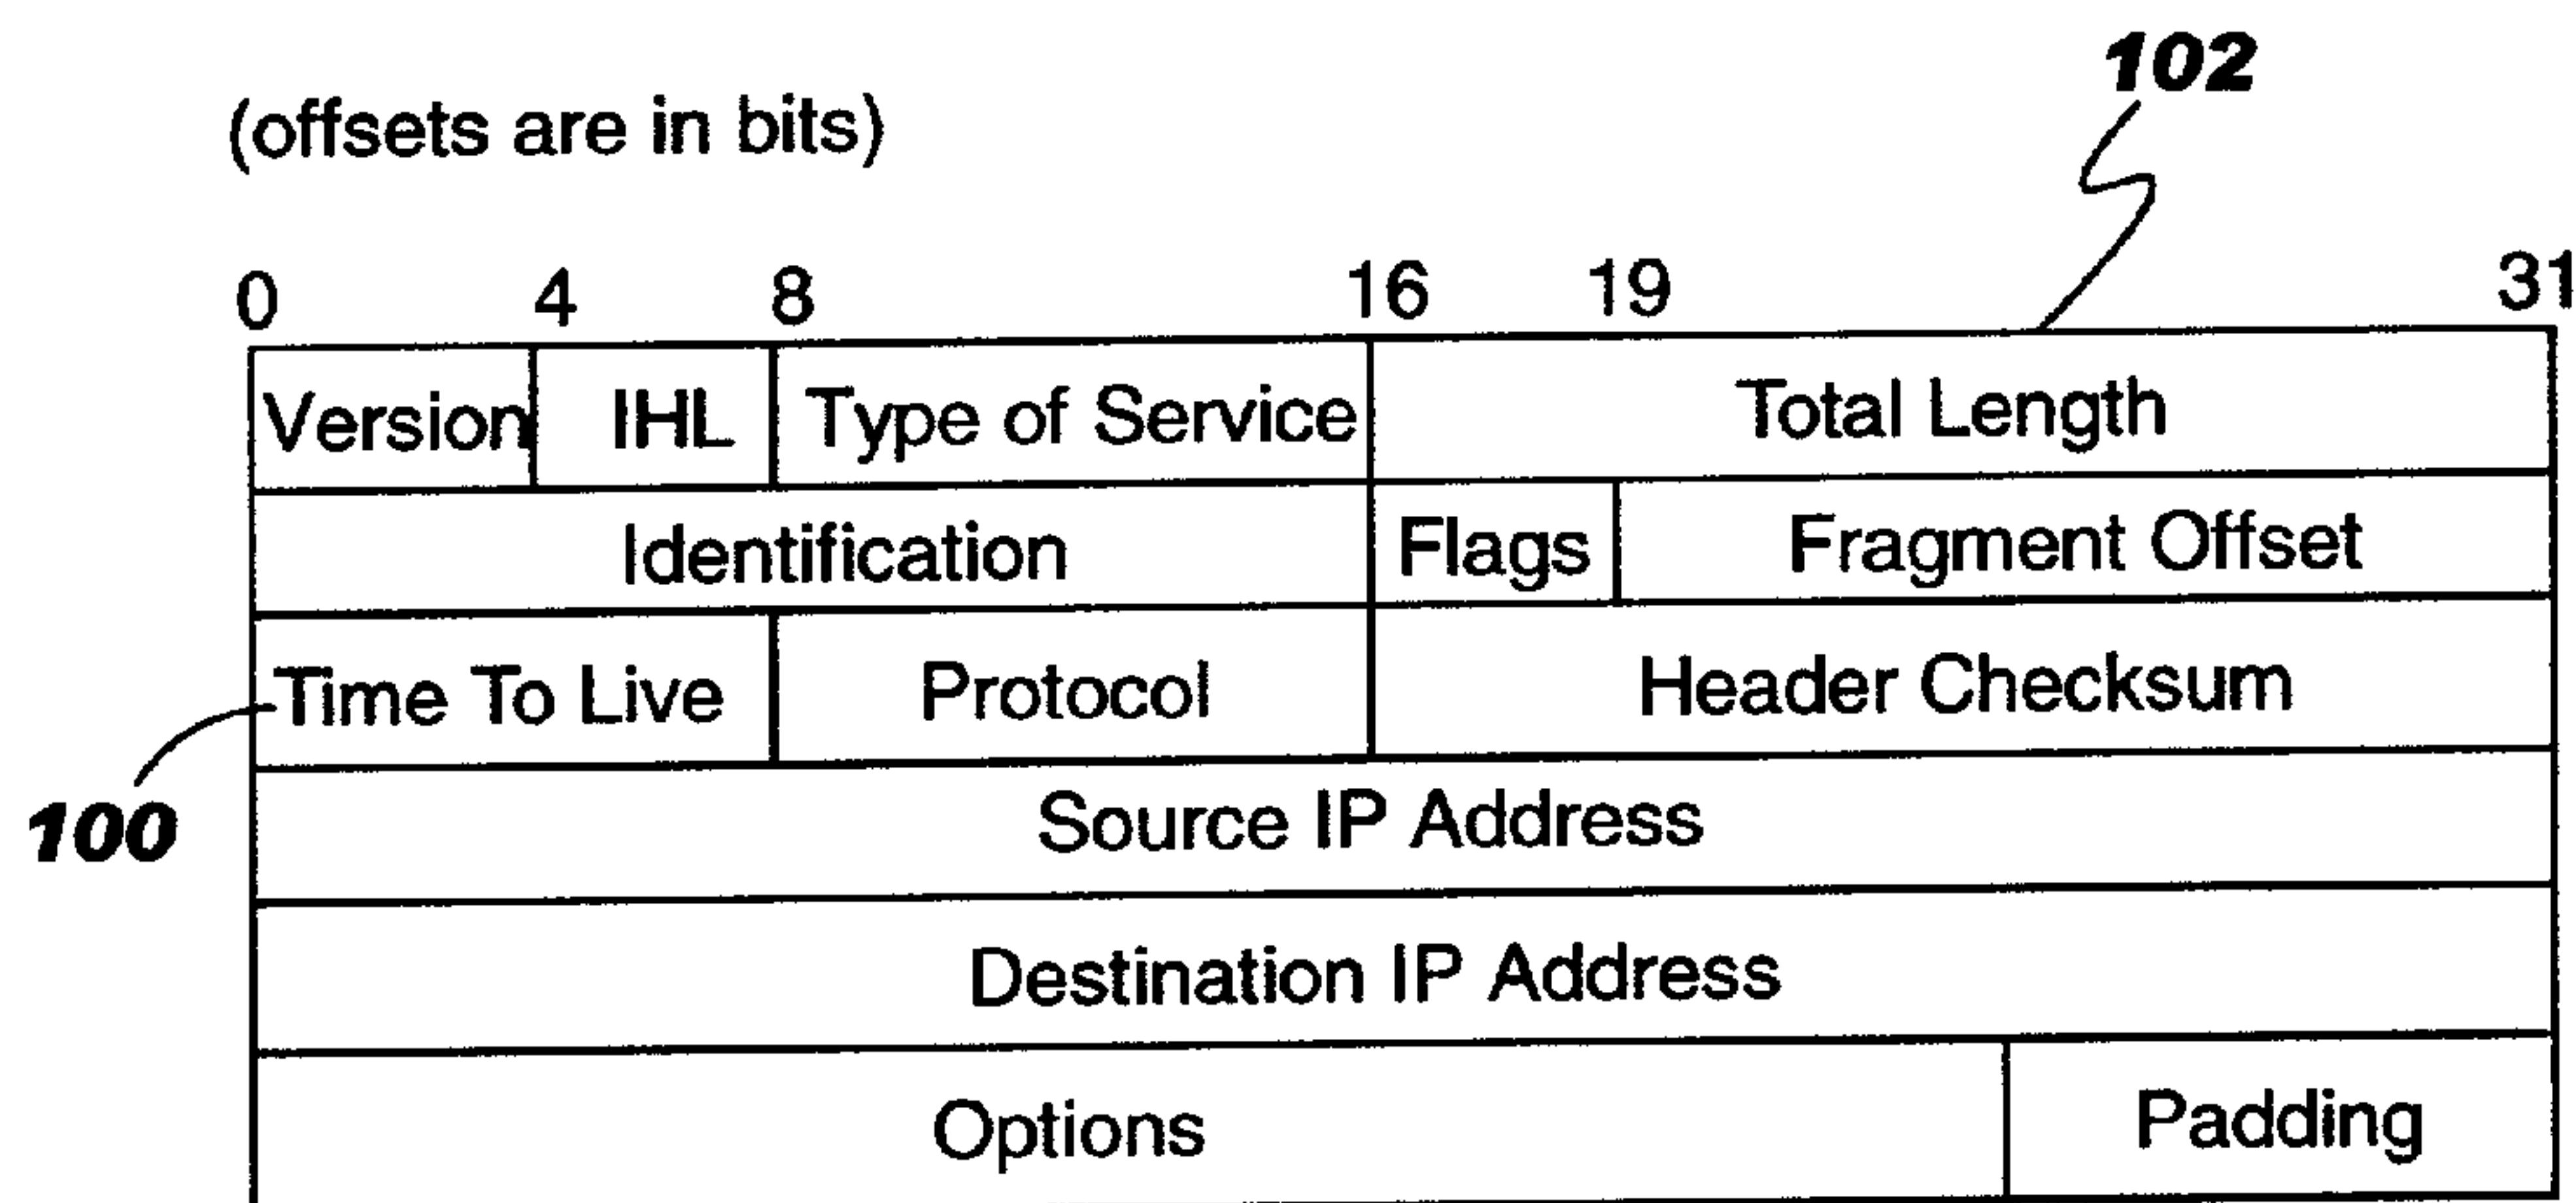 102
(offsets are in bits)
0 4 8 16 19 31
Version IHL Type of Service Total Length
Identification Flags Fragment Offset
Time To Live Protocol Header Checksum
100
Source IP Address
Destination IP Address
Options Padding